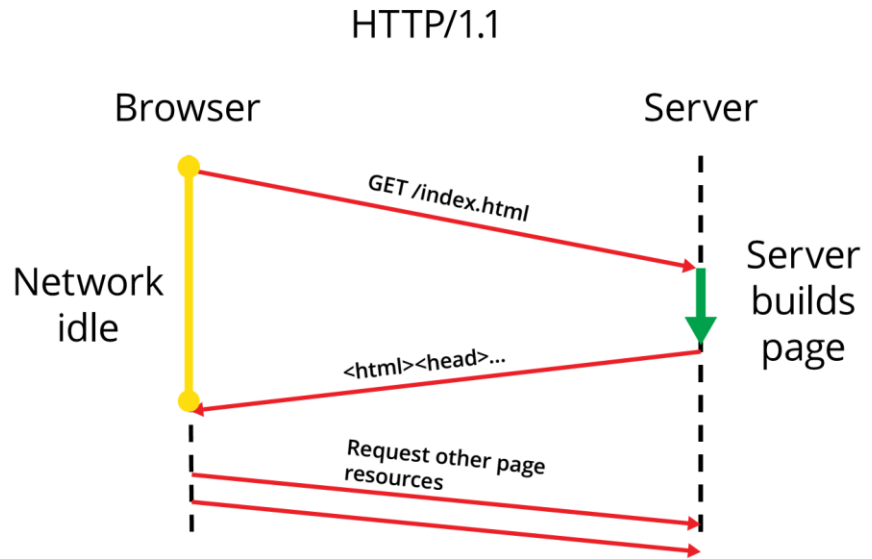 HTTP/1.1
Browser
Server
GET /index.html
Network
idle
Server
builds
page
<html><head>...
Request other page
resources